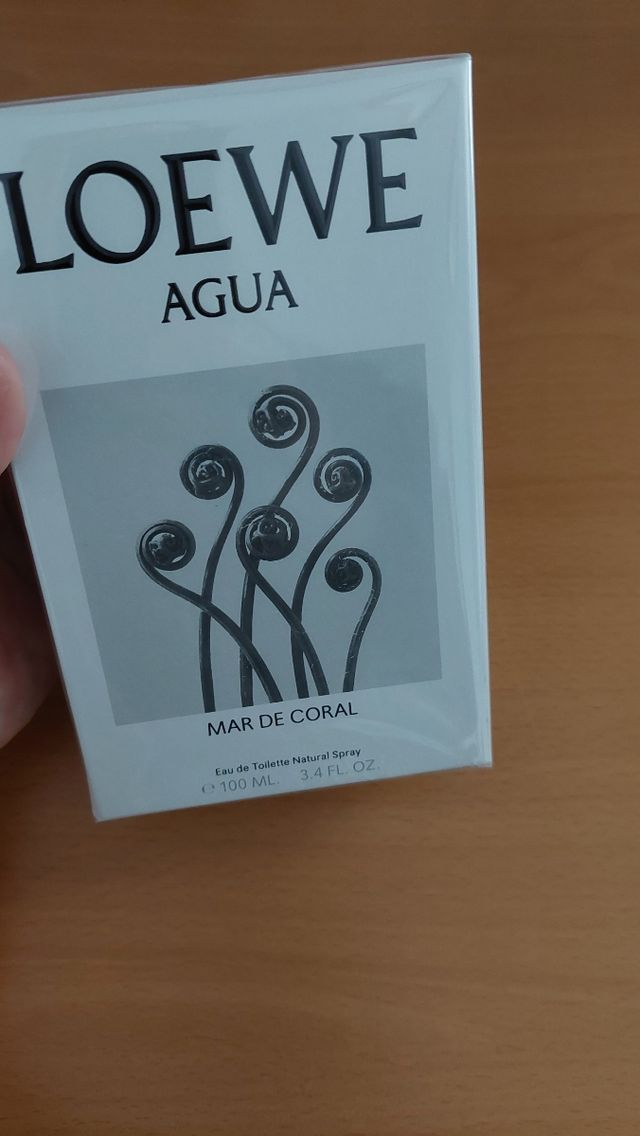 LOEWE
AGUA
MAR DE CORAL
Eau de Toilette Natural Spray
℮ 100 ML. 3.4 FL. OZ.